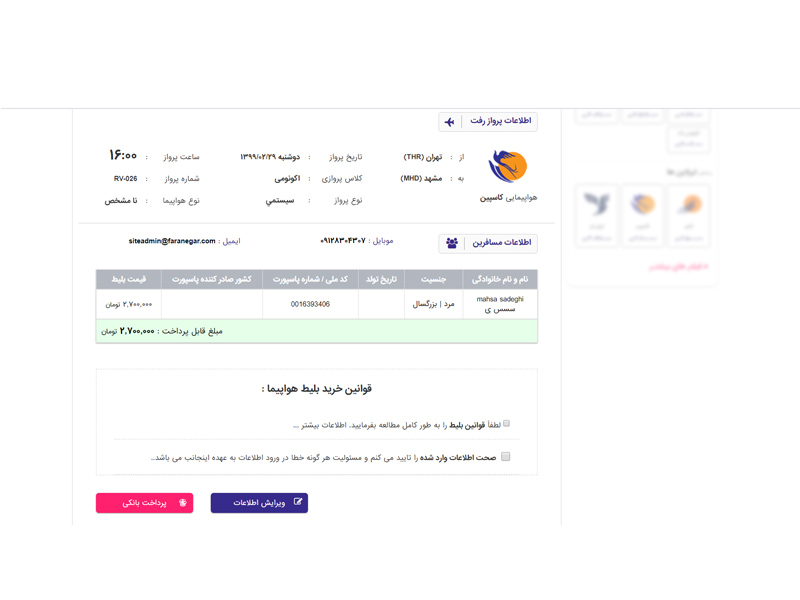 اطلاعات پرواز رفت
از : تهران (THR) تاریخ پرواز : دوشنبه ۱۳۹۹/۰۲/۲۹ ساعت پرواز : ۱۶:۰۰
به : مشهد (MHD) کلاس پروازی : اکونومی شماره پرواز : RV-026
هواپیمایی کاسپین نوع پرواز : سیستمي نوع هواپیما : نا مشخص
اطلاعات مسافرین موبایل : ۰۹۱۲۸۳۰۴۳۰۷ ایمیل : siteadmin@faranegar.com
نام و نام خانوادگی جنسیت تاریخ تولد کد ملی / شماره پاسپورت کشور صادر کننده پاسپورت قیمت بلیط
mahsa sadeghi
سسس ی مرد | بزرگسال 0016393406 ۲,۷۰۰,۰۰۰ تومان
مبلغ قابل پرداخت : ۲,۷۰۰,۰۰۰ تومان
قوانین خرید بلیط هواپیما :
لطفاً قوانین بلیط را به طور کامل مطالعه بفرمایید. اطلاعات بیشتر ...
صحت اطلاعات وارد شده را تایید می کنم و مسئولیت هر گونه خطا در ورود اطلاعات به عهده اینجانب می باشد..
ویرایش اطلاعات پرداخت بانکی